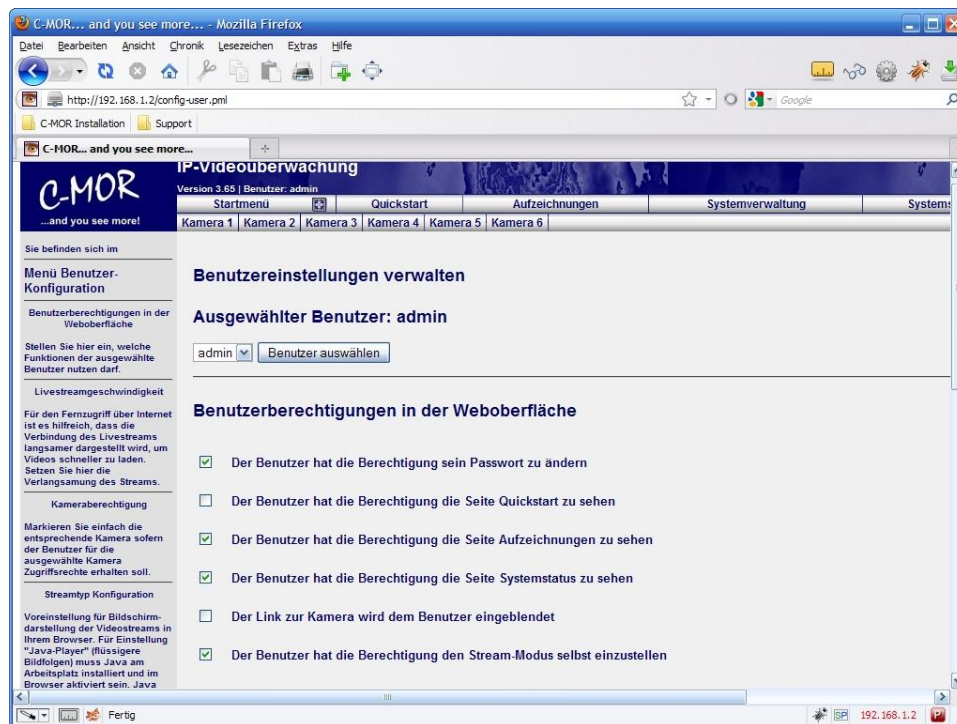 C-MOR... and you see more... - Mozilla Firefox
Datei Bearbeiten Ansicht Chronik Lesezeichen Extras Hilfe
http://192.168.1.2/config-user.pml
Google
C-MOR Installation Support
C-MOR... and you see more...
C-MOR
...and you see more!
IP-Videoüberwachung
Version 3.65 | Benutzer: admin
Startmenü Quickstart Aufzeichnungen Systemverwaltung Systems
Kamera 1 Kamera 2 Kamera 3 Kamera 4 Kamera 5 Kamera 6
Sie befinden sich im
Menü Benutzer-
Konfiguration
Benutzerberechtigungen in der
Weboberfläche
Stellen Sie hier ein, welche
Funktionen der ausgewählte
Benutzer nutzen darf.
Livestreamgeschwindigkeit
Für den Fernzugriff über Internet
ist es hilfreich, dass die
Verbindung des Livestreams
langsamer dargestellt wird, um
Videos schneller zu laden.
Setzen Sie hier die
Verlangsamung des Streams.
Kameraberechtigung
Markieren Sie einfach die
entsprechende Kamera sofern
der Benutzer für die
ausgewählte Kamera
Zugriffsrechte erhalten soll.
Streamtyp Konfiguration
Voreinstellung für Bildschirm-
darstellung der Videostreams in
Ihrem Browser. Für Einstellung
"Java-Player" (flüssigere
Bildfolgen) muss Java am
Arbeitsplatz installiert und im
Browser aktiviert sein. Java
Benutzereinstellungen verwalten
Ausgewählter Benutzer: admin
admin Benutzer auswählen
Benutzerberechtigungen in der Weboberfläche
Der Benutzer hat die Berechtigung sein Passwort zu ändern
Der Benutzer hat die Berechtigung die Seite Quickstart zu sehen
Der Benutzer hat die Berechtigung die Seite Aufzeichnungen zu sehen
Der Benutzer hat die Berechtigung die Seite Systemstatus zu sehen
Der Link zur Kamera wird dem Benutzer eingeblendet
Der Benutzer hat die Berechtigung den Stream-Modus selbst einzustellen
Fertig
SP 192.168.1.2